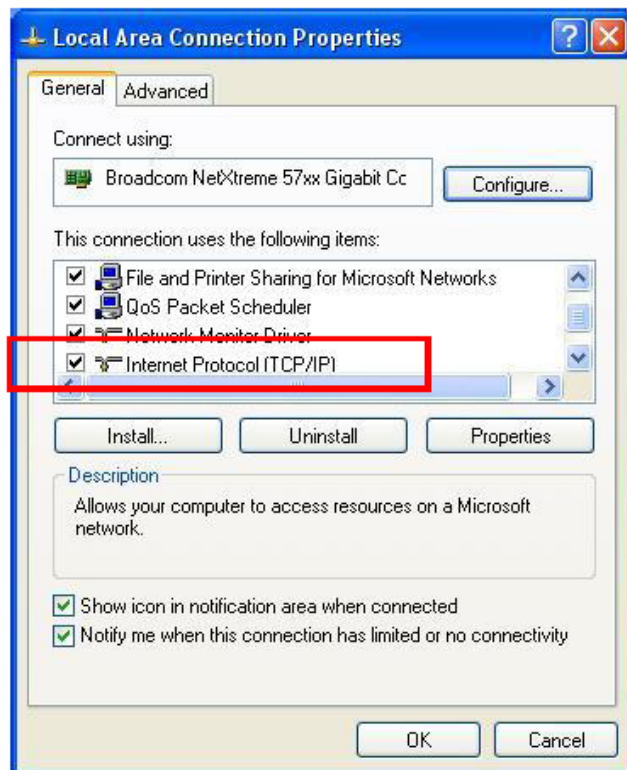 Local Area Connection Properties
General Advanced
Connect using:
Broadcom NetXtreme 57xx Gigabit Cc
Configure...
This connection uses the following items:
File and Printer Sharing for Microsoft Networks
QoS Packet Scheduler
Network Monitor Driver
Internet Protocol (TCP/IP)
Install... Uninstall Properties
Description
Allows your computer to access resources on a Microsoft
network.
Show icon in notification area when connected
Notify me when this connection has limited or no connectivity
OK Cancel